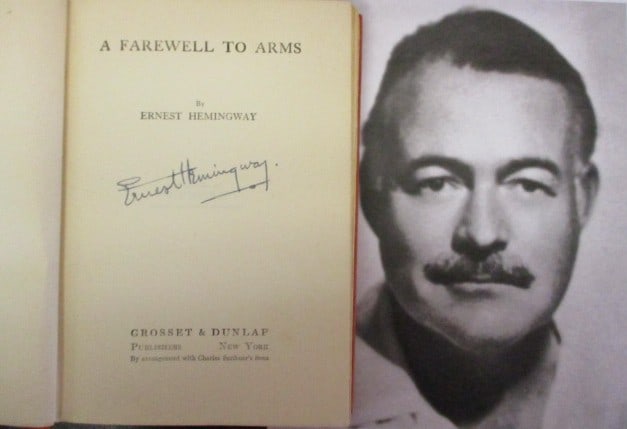 A FAREWELL TO ARMS
By
ERNEST HEMINGWAY
Ernest Hemingway.
GROSSET & DUNLAP
PUBLISHERS NEW YORK
By arrangement with Charles Scribner's Sons